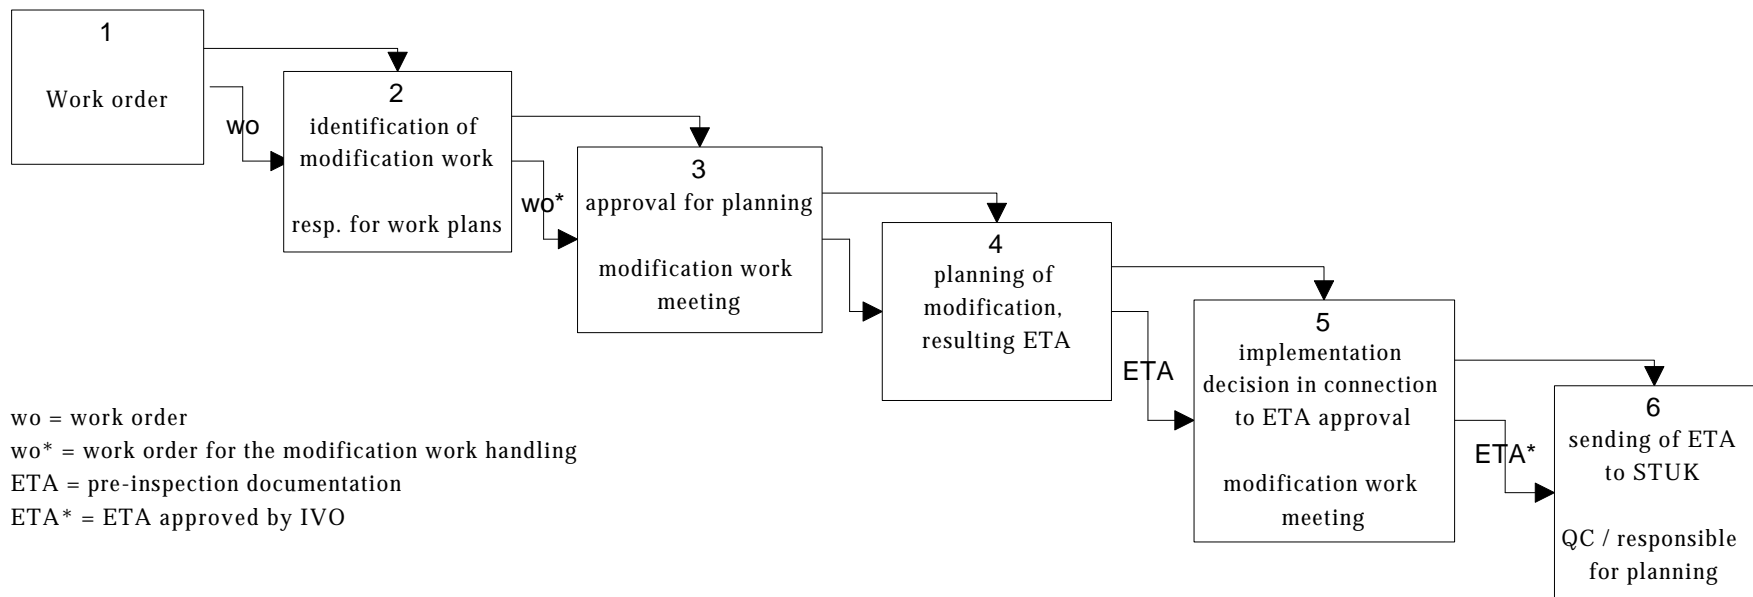 1
Work order
wo
2
identification of
modification work
resp. for work plans
wo*
3
approval for planning
modification work
meeting
4
planning of
modification,
resulting ETA
ETA
5
implementation
decision in connection
to ETA approval
modification work
meeting
ETA*
6
sending of ETA
to STUK
QC / responsible
for planning
wo = work order
wo* = work order for the modification work handling
ETA = pre-inspection documentation
ETA* = ETA approved by IVO